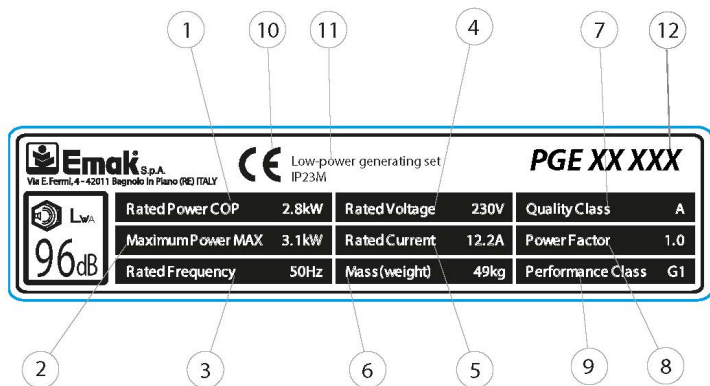 1 10 11 4 7 12
Emak S.p.A.
Via E. Fermi, 4 - 42011 Bagnolo in Piano (RE) ITALY
CE
Low-power generating set
IP23M
PGE XX XXX
LWA
96dB
Rated Power COP 2.8kW Rated Voltage 230V Quality Class A
Maximum Power MAX 3.1kW Rated Current 12.2A Power Factor 1.0
Rated Frequency 50Hz Mass (weight) 49kg Performance Class G1
2 3 6 5 9 8